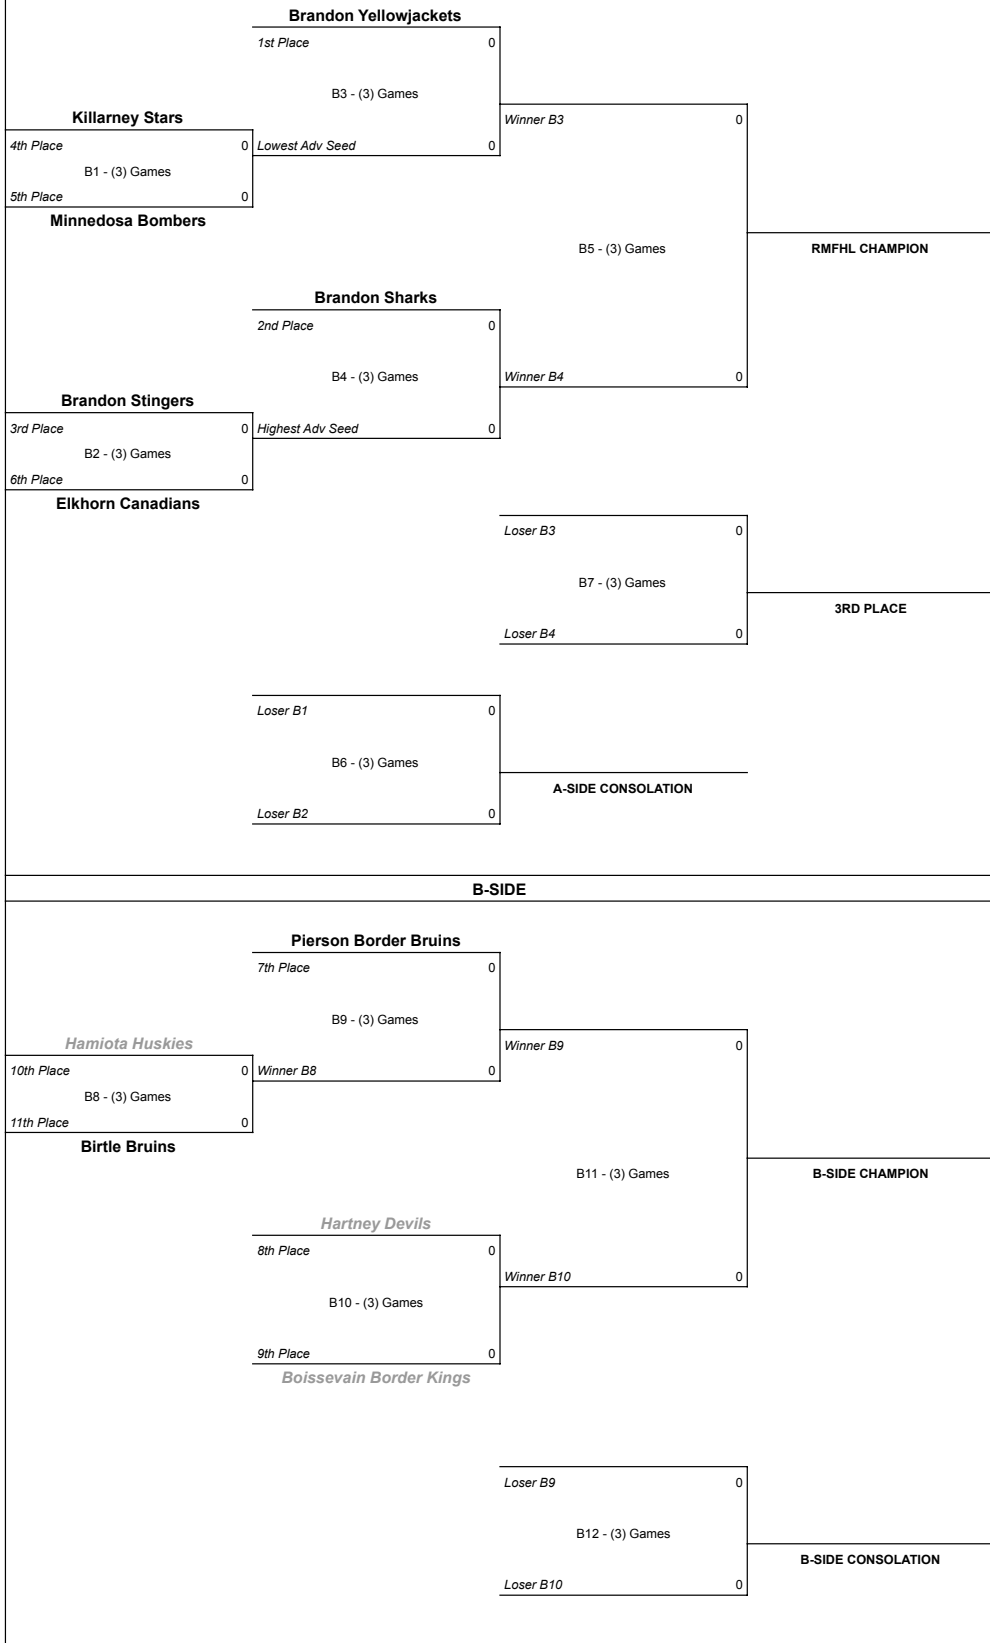 Brandon Yellowjackets
1st Place 0
B3 - (3) Games
Killarney Stars
Winner B3 0
4th Place 0 Lowest Adv Seed 0
B1 - (3) Games
5th Place 0
Minnedosa Bombers
B5 - (3) Games RMFHL CHAMPION
Brandon Sharks
2nd Place 0
B4 - (3) Games Winner B4 0
Brandon Stingers
3rd Place 0 Highest Adv Seed 0
B2 - (3) Games
6th Place 0
Elkhorn Canadians
Loser B3 0
B7 - (3) Games
3RD PLACE
Loser B4 0
Loser B1 0
B6 - (3) Games
A-SIDE CONSOLATION
Loser B2 0
B-SIDE
Pierson Border Bruins
7th Place 0
B9 - (3) Games
Hamiota Huskies Winner B9 0
10th Place 0 Winner B8 0
B8 - (3) Games
11th Place 0
Birtle Bruins
B11 - (3) Games B-SIDE CHAMPION
Hartney Devils
8th Place 0
Winner B10 0
B10 - (3) Games
9th Place 0
Boissevain Border Kings
Loser B9 0
B12 - (3) Games
B-SIDE CONSOLATION
Loser B10 0